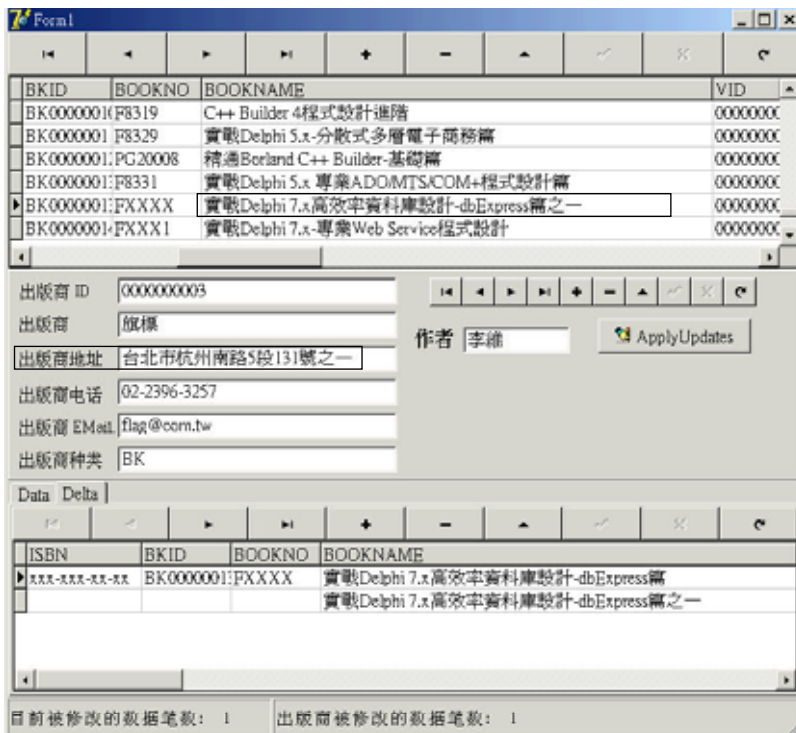 Form1
BKID BOOKNO BOOKNAME VID
BK0000001( F8319 C++ Builder 4程式設計進階 0000000(
BK0000001 F8329 實戰Delphi 5.x-分散式多層電子商務篇 0000000(
BK0000001: PG20008 精通Borland C++ Builder-基礎篇 0000000(
BK0000001: F8331 實戰Delphi 5.x 專業ADO/MTS/COM+程式設計篇 0000000(
BK0000001: FXXXX 實戰Delphi 7.x高效率資料庫設計-dbExpress篇之一 0000000(
BK0000001‹ FXXX1 實戰Delphi 7.x-專業Web Service程式設計 0000000(
出版商 ID 0000000003
出版商 旗標
作者 李維 ApplyUpdates
出版商地址 台北市杭州南路5段131號之一
出版商电话 02-2396-3257
出版商 EMail flag@com.tw
出版商种类 BK
Data Delta
ISBN BKID BOOKNO BOOKNAME
xxx-xxx-xx-xx BK0000001: FXXXX 實戰Delphi 7.x高效率資料庫設計-dbExpress篇
實戰Delphi 7.x高效率資料庫設計-dbExpress篇之一
目前被修改的数据笔数: 1 出版商被修改的数据笔数: 1